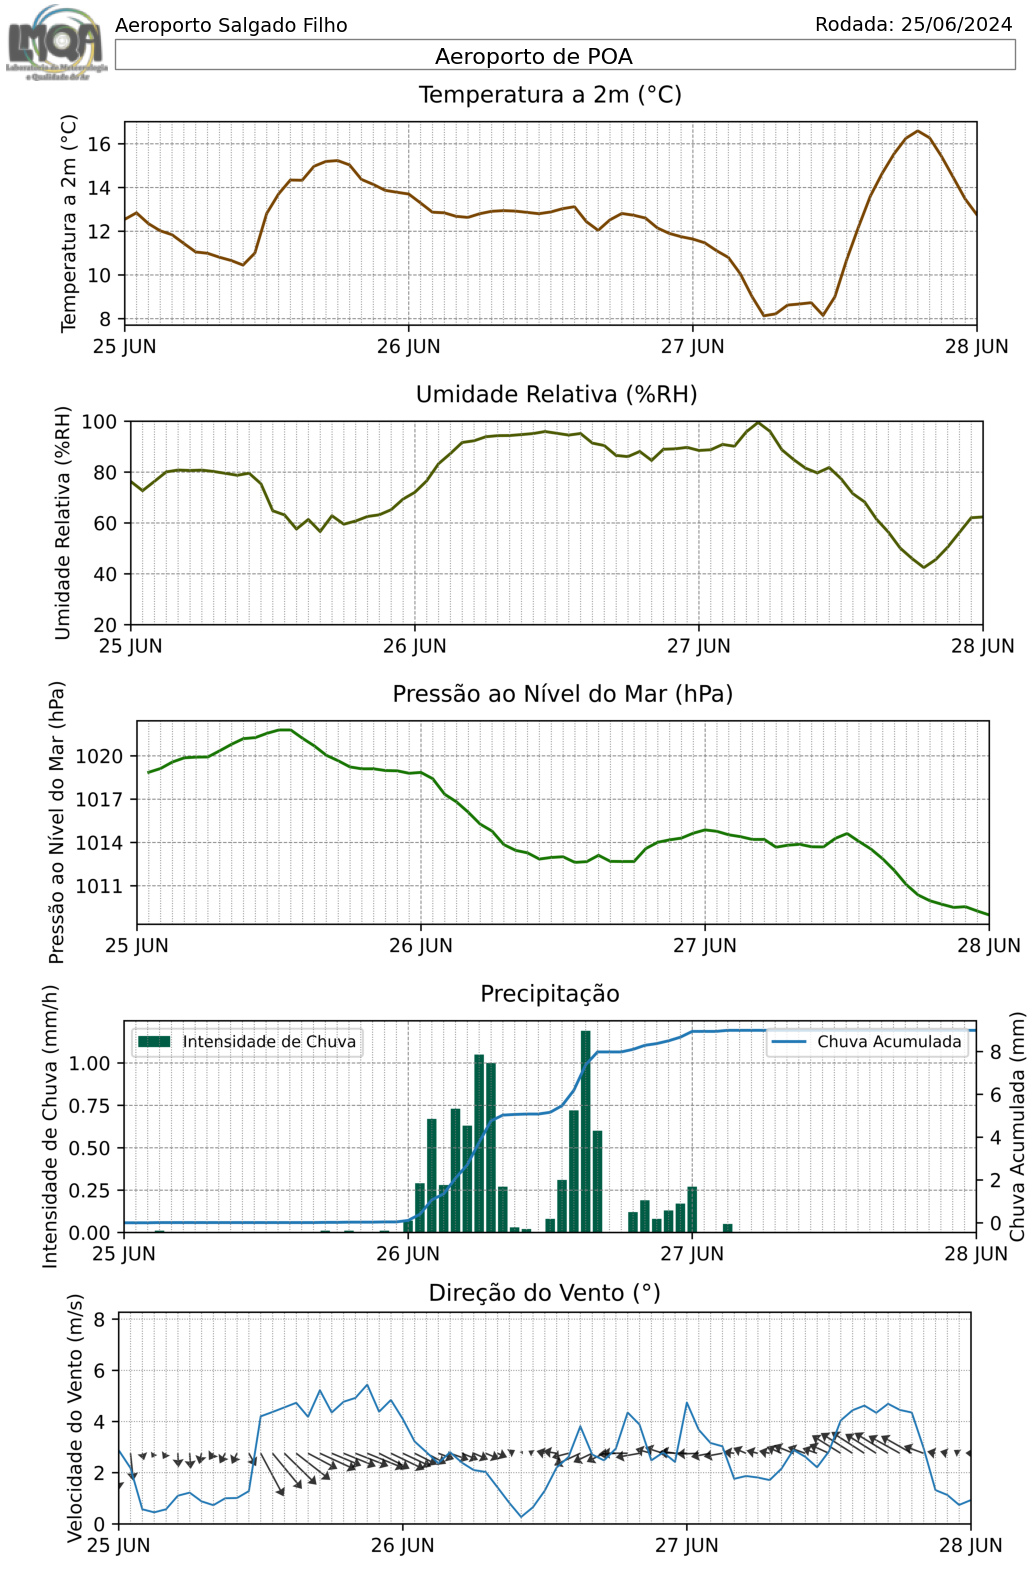 LMQA
Laboratório de Meteorologia
e Qualidade do Ar
Aeroporto Salgado Filho
Rodada: 25/06/2024
Aeroporto de POA
Temperatura a 2m (°C)
Temperatura a 2m (°C)
16
14
12
10
8
25 JUN 26 JUN 27 JUN 28 JUN
Umidade Relativa (%RH)
Umidade Relativa (%RH)
100
80
60
40
20
25 JUN 26 JUN 27 JUN 28 JUN
Pressão ao Nível do Mar (hPa)
Pressão ao Nível do Mar (hPa)
1020
1017
1014
1011
25 JUN 26 JUN 27 JUN 28 JUN
Precipitação
Intensidade de Chuva (mm/h)
1.00
0.75
0.50
0.25
0.00
Intensidade de Chuva
Chuva Acumulada
8
6
4
2
0
Chuva Acumulada (mm)
25 JUN 26 JUN 27 JUN 28 JUN
Direção do Vento (°)
Velocidade do Vento (m/s)
8
6
4
2
0
25 JUN 26 JUN 27 JUN 28 JUN